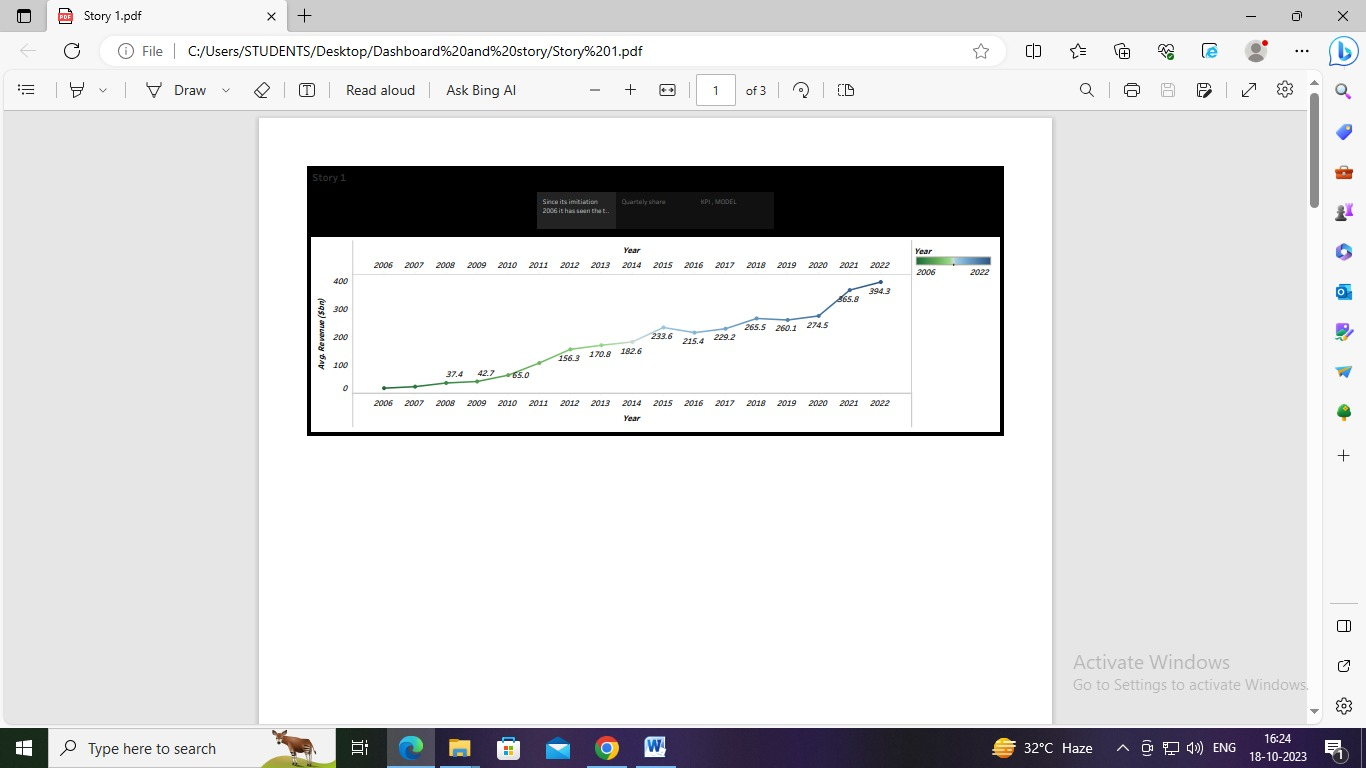 Story 1.pdf
File
C:/Users/STUDENTS/Desktop/Dashboard%20and%20story/Story%201.pdf
Draw
Read aloud
Ask Bing AI
1
of 3
Story 1
Since its imitiation
2006 it has seen the t..
Quartely share
KPI , MODEL
Year
2006 2007 2008 2009 2010 2011 2012 2013 2014 2015 2016 2017 2018 2019 2020 2021 2022
Year
2006 2022
Avg. Revenue ($bn)
400
300
200
100
0
37.4 42.7 65.0 156.3 170.8 182.6 233.6 215.4 229.2 265.5 260.1 274.5 365.8 394.3
2006 2007 2008 2009 2010 2011 2012 2013 2014 2015 2016 2017 2018 2019 2020 2021 2022
Year
Activate Windows
Go to Settings to activate Windows.
Type here to search
32°C Haze
ENG
16:24
18-10-2023
1